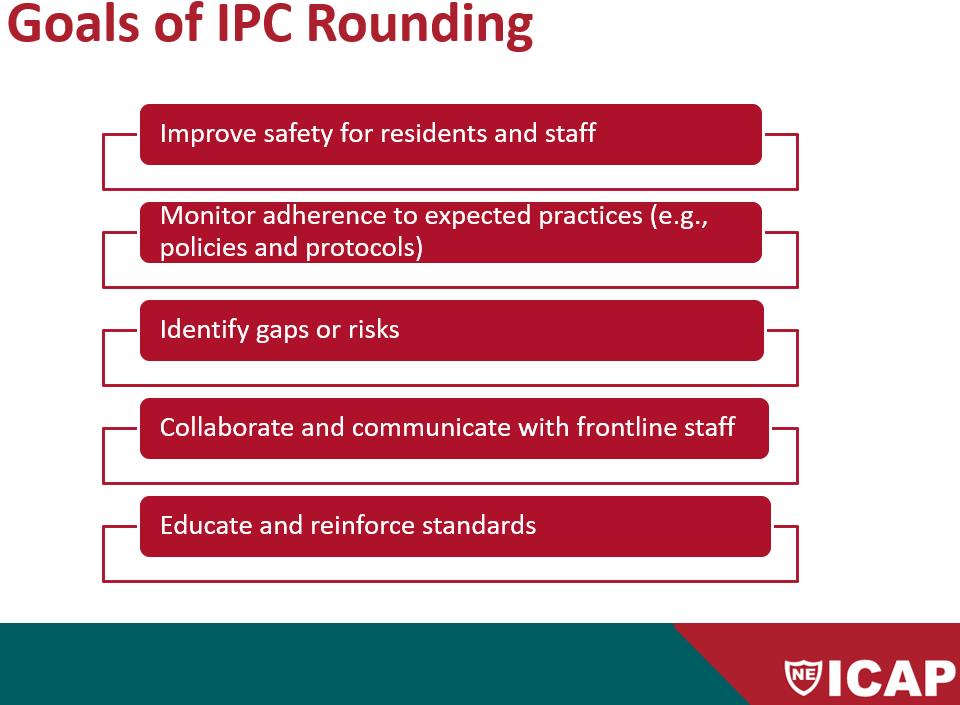 Goals of IPC Rounding
Improve safety for residents and staff
Monitor adherence to expected practices (e.g.,
policies and protocols)
Identify gaps or risks
Collaborate and communicate with frontline staff
Educate and reinforce standards
NE ICAP